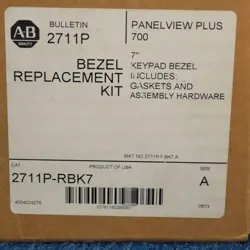 AB
BULLETIN
2711P
PANELVIEW PLUS
700
BEZEL
REPLACEMENT
KIT
7"
KEYPAD BEZEL
INCLUDES:
GASKETS AND
ASSEMBLY HARDWARE
CAT
PRODUCT OF USA
2711P-RBK7
A